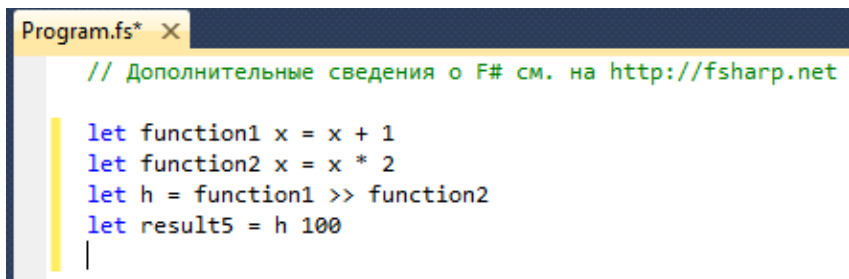 Program.fs*
// Дополнительные сведения о F# см. на http://fsharp.net
let function1 x = x + 1
let function2 x = x * 2
let h = function1 >> function2
let result5 = h 100